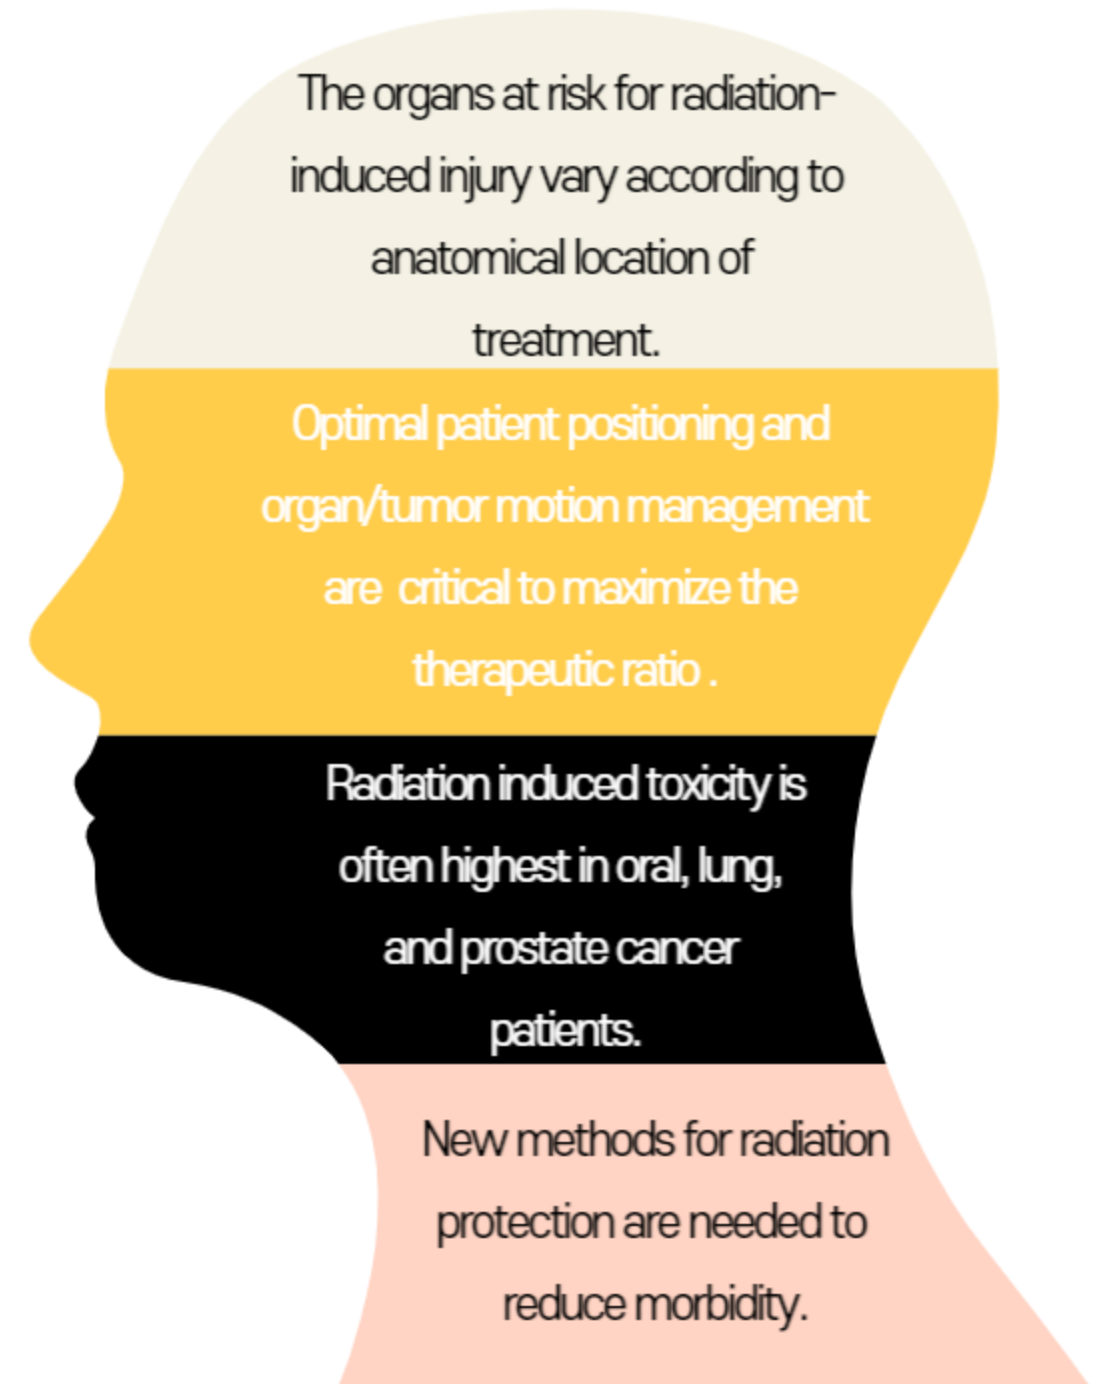 The organs at risk for radiation-
induced injury vary according to
anatomical location of
treatment.
Optimal patient positioning and
organ/tumor motion management
are  critical to maximize the
therapeutic ratio .
Radiation induced toxicity is
often highest in oral, lung,
and prostate cancer
patients.
New methods for radiation
protection are needed to
reduce morbidity.